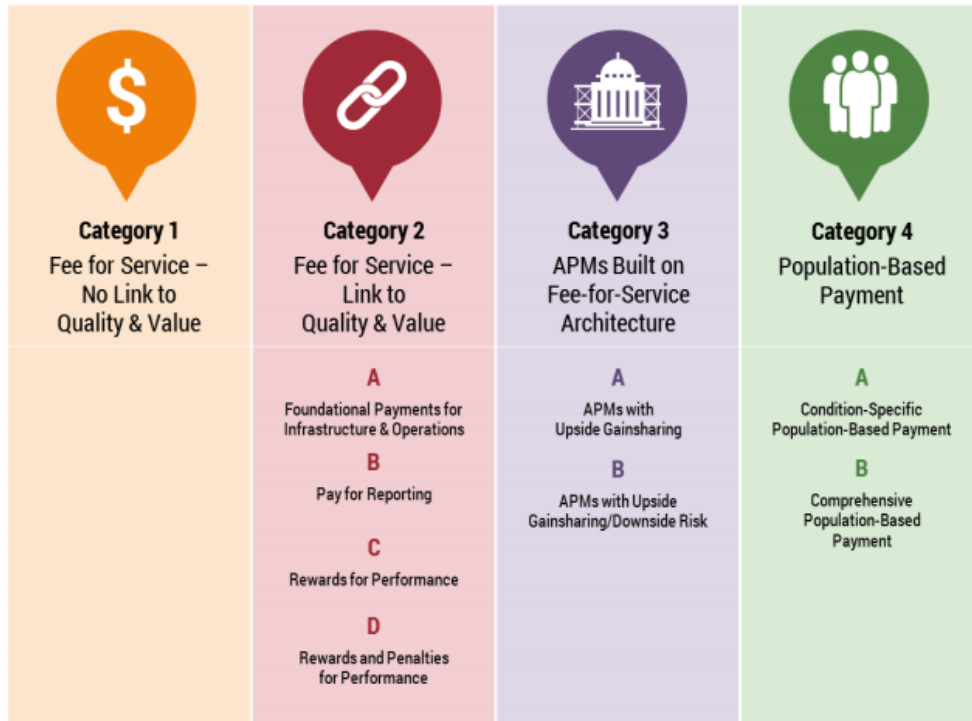 $
Category 1
Fee for Service –
No Link to
Quality & Value
Category 2
Fee for Service –
Link to
Quality & Value
A
Foundational Payments for
Infrastructure & Operations
B
Pay for Reporting
C
Rewards for Performance
D
Rewards and Penalties
for Performance
Category 3
APMs Built on
Fee-for-Service
Architecture
A
APMs with
Upside Gainsharing
B
APMs with Upside
Gainsharing/Downside Risk
Category 4
Population-Based
Payment
A
Condition-Specific
Population-Based Payment
B
Comprehensive
Population-Based
Payment